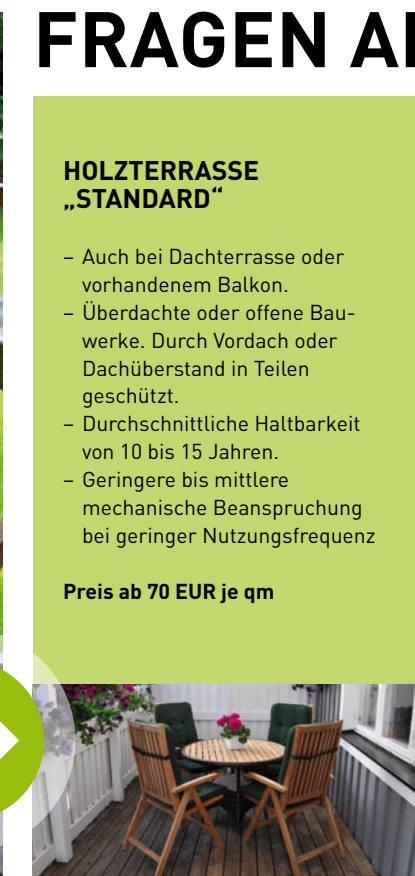 FRAGEN A
HOLZTERRASSE
„STANDARD“
– Auch bei Dachterrasse oder
vorhandenem Balkon.
– Überdachte oder offene Bau-
werke. Durch Vordach oder
Dachüberstand in Teilen
geschützt.
– Durchschnittliche Haltbarkeit
von 10 bis 15 Jahren.
– Geringere bis mittlere
mechanische Beanspruchung
bei geringer Nutzungsfrequenz
Preis ab 70 EUR je qm